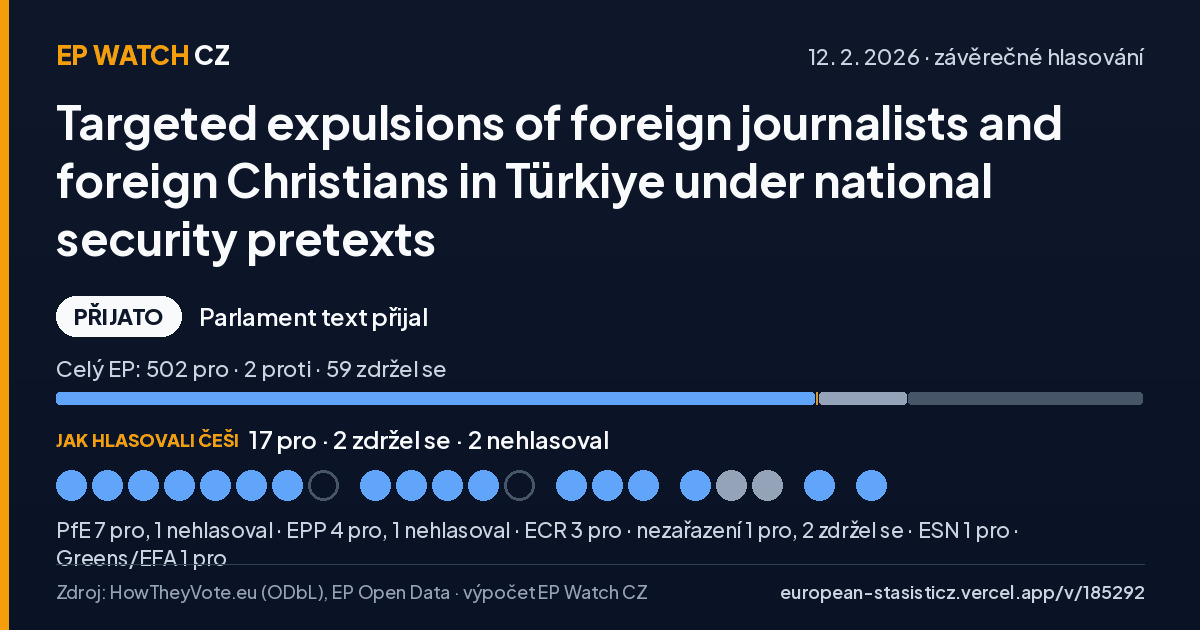 EP WATCH CZ
12. 2. 2026 · závěrečné hlasování
Targeted expulsions of foreign journalists and
foreign Christians in Türkiye under national
security pretexts
PŘIJATO Parlament text přijal
Celý EP: 502 pro · 2 proti · 59 zdržel se
JAK HLASOVALI ČEŠI 17 pro · 2 zdržel se · 2 nehlasoval
PfE 7 pro, 1 nehlasoval · EPP 4 pro, 1 nehlasoval · ECR 3 pro · nezařazení 1 pro, 2 zdržel se · ESN 1 pro ·
Greens/EFA 1 pro
Zdroj: HowTheyVote.eu (ODbL), EP Open Data · výpočet EP Watch CZ
european-stasisticz.vercel.app/v/185292